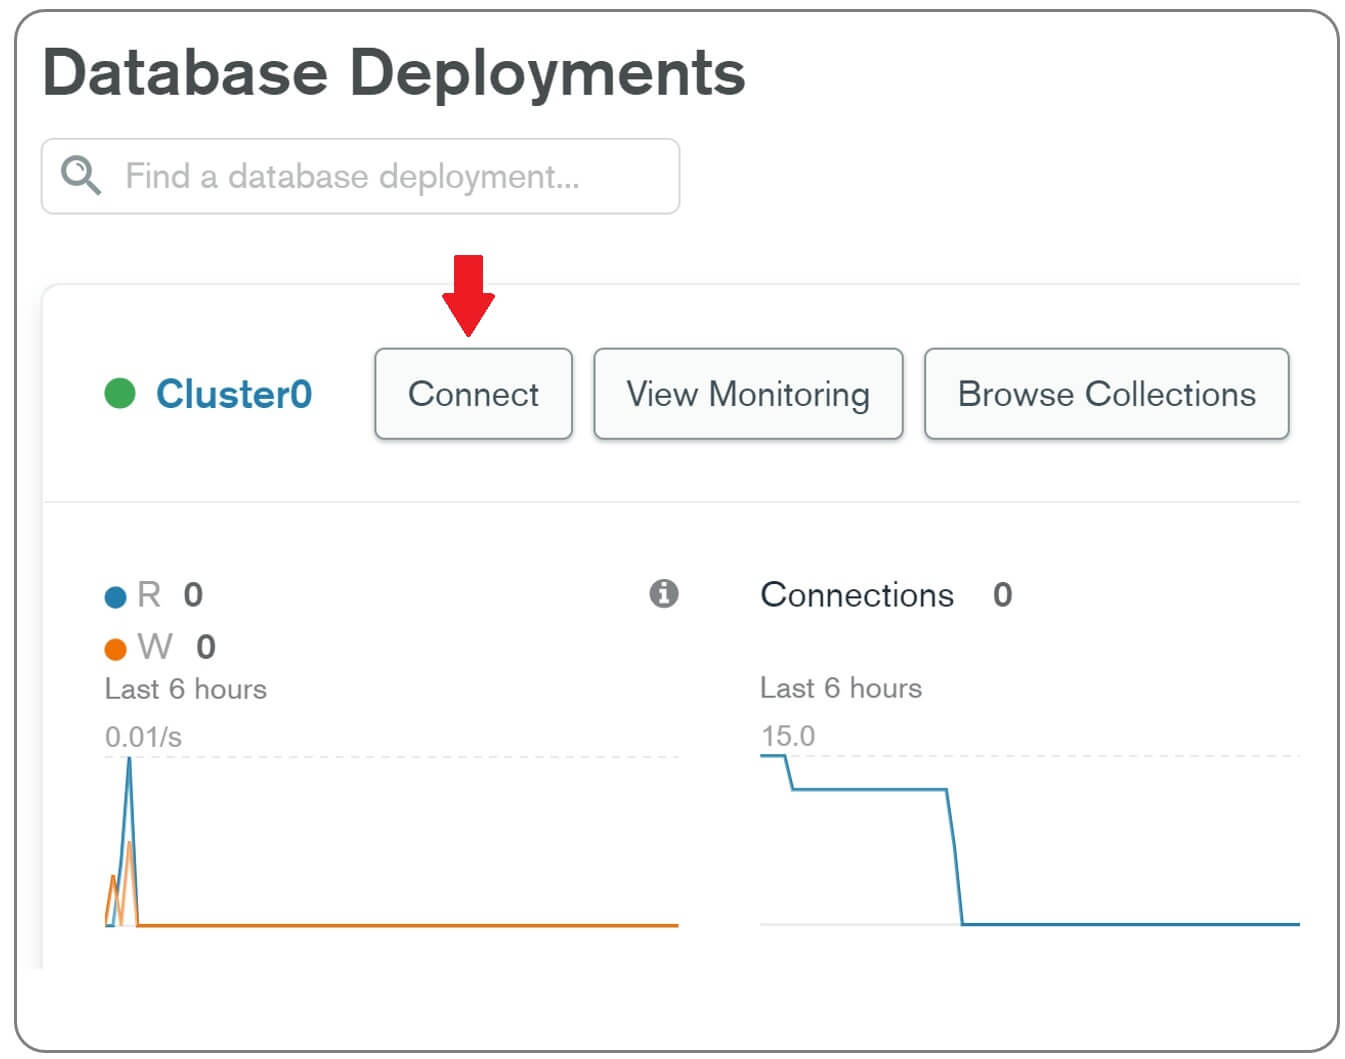 Database Deployments
Find a database deployment...
Cluster0 Connect View Monitoring Browse Collections
R 0
W 0
Last 6 hours
0.01/s
Connections 0
Last 6 hours
15.0